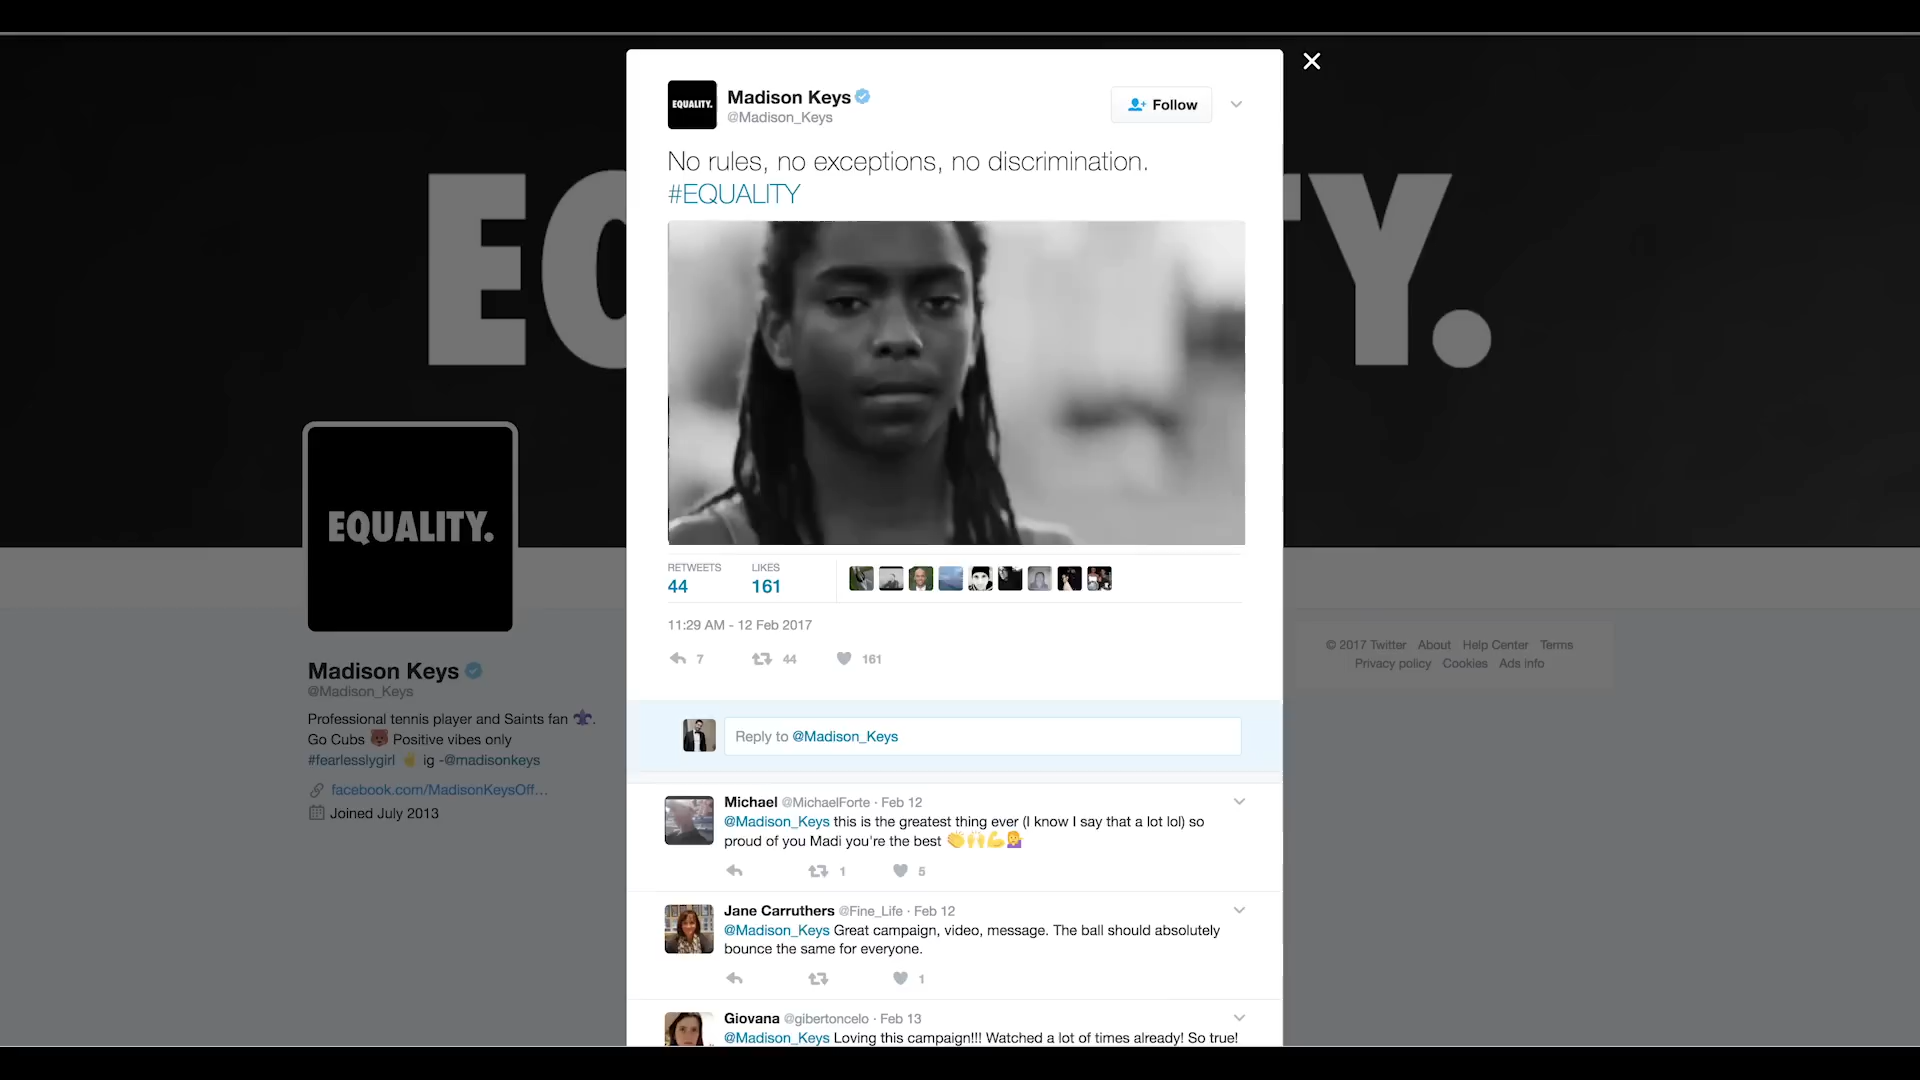 EQUALITY.
Madison Keys
@Madison_Keys
Follow
No rules, no exceptions, no discrimination.
#EQUALITY
RETWEETS
44
LIKES
161
11:29 AM - 12 Feb 2017
7
44
161
Reply to @Madison_Keys
Michael @MichaelForte · Feb 12
@Madison_Keys this is the greatest thing ever (I know I say that a lot lol) so
proud of you Madi you're the best 👏🙌💪💁
1
5
Jane Carruthers @Fine_Life · Feb 12
@Madison_Keys Great campaign, video, message. The ball should absolutely
bounce the same for everyone.
1
Giovana @gibertoncelo · Feb 13
@Madison_Keys Loving this campaign!!! Watched a lot of times already! So true!
TY.
EQUALITY.
Madison Keys
@Madison_Keys
Professional tennis player and Saints fan ⚜.
Go Cubs 🐻 Positive vibes only
#fearlesslygirl ☝ ig -@madisonkeys
facebook.com/MadisonKeysOff...
Joined July 2013
© 2017 Twitter About Help Center Terms
Privacy policy Cookies Ads info